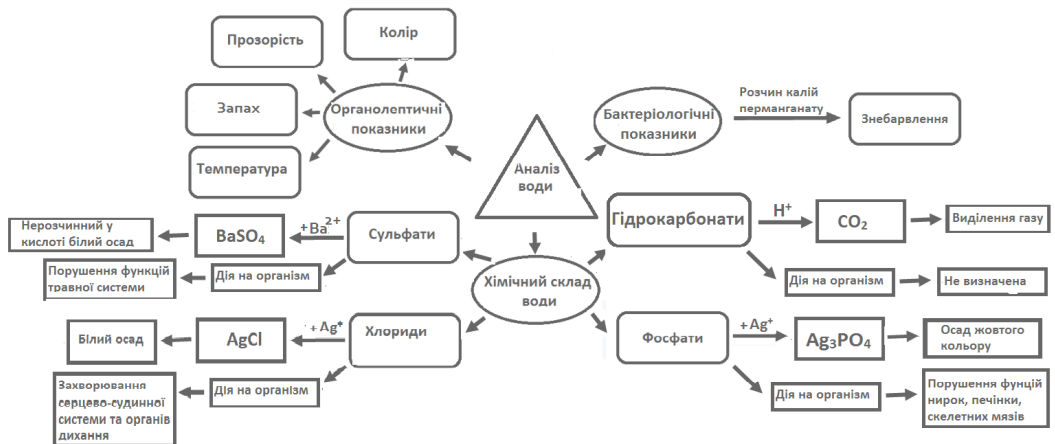 Прозорість
Колір
Запах
Органолептичні
показники
Температура
Аналіз
води
Бактеріологічні
показники
Розчин калій
перманганату
Знебарвлення
Нерозчинний у
кислоті білий осад
BaSO₄
+Ba²⁺
Сульфати
Порушення функцій
травної системи
Дія на організм
Хімічний склад
води
Гідрокарбонати
H⁺
CO₂
Виділення газу
Дія на організм
Не визначена
Білий осад
AgCl
+Ag⁺
Хлориди
Захворювання
серцево-судинної
системи та органів
дихання
Дія на організм
Фосфати
+Ag⁺
Ag₃PO₄
Осад жовтого
кольору
Дія на організм
Порушення фунцій
нирок, печінки,
скелетних мязів